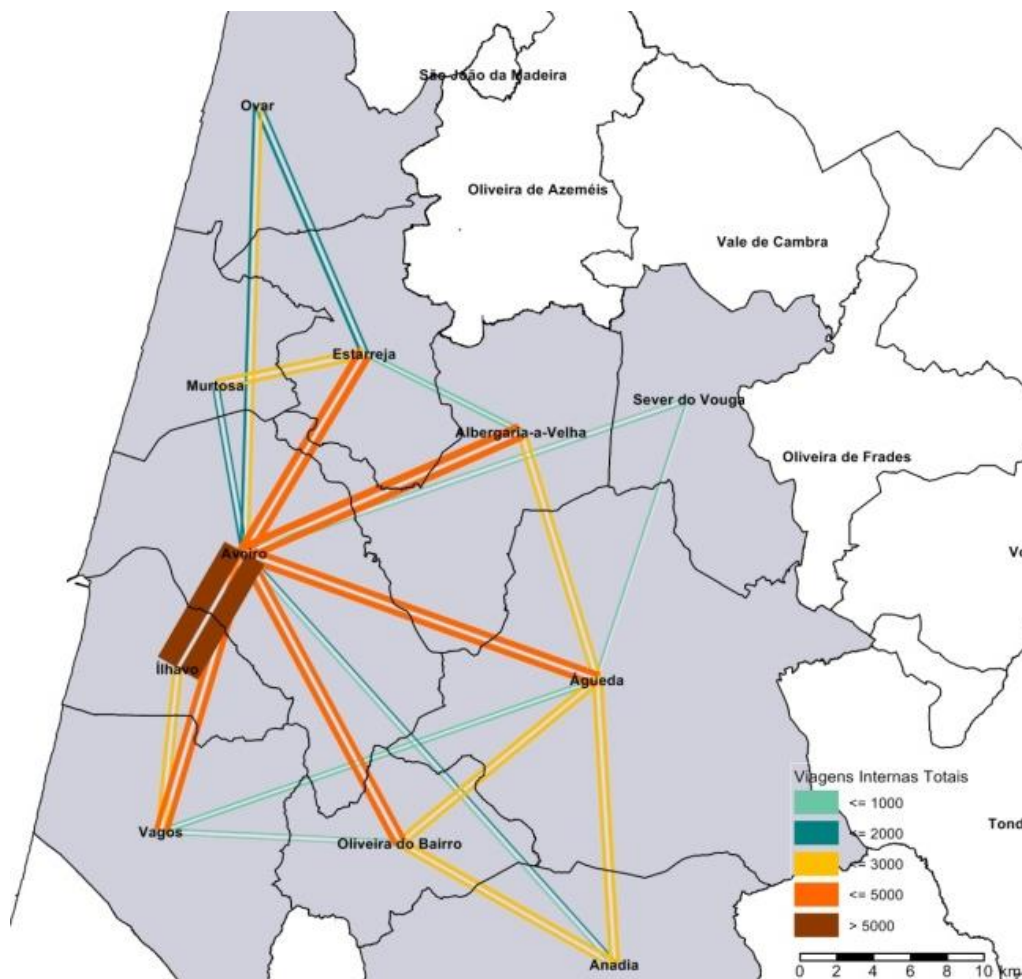 São João da Madeira
Ovar
Oliveira de Azeméis
Vale de Cambra
Estarreja
Murtosa
Sever do Vouga
Albergaria-a-Velha
Oliveira de Frades
Aveiro
Ílhavo
Águeda
Viagens Internas Totais
<= 1000
<= 2000
<= 3000
<= 5000
> 5000
Vagos
Oliveira do Bairro
Tond
Anadia
0 2 4 6 8 10 km